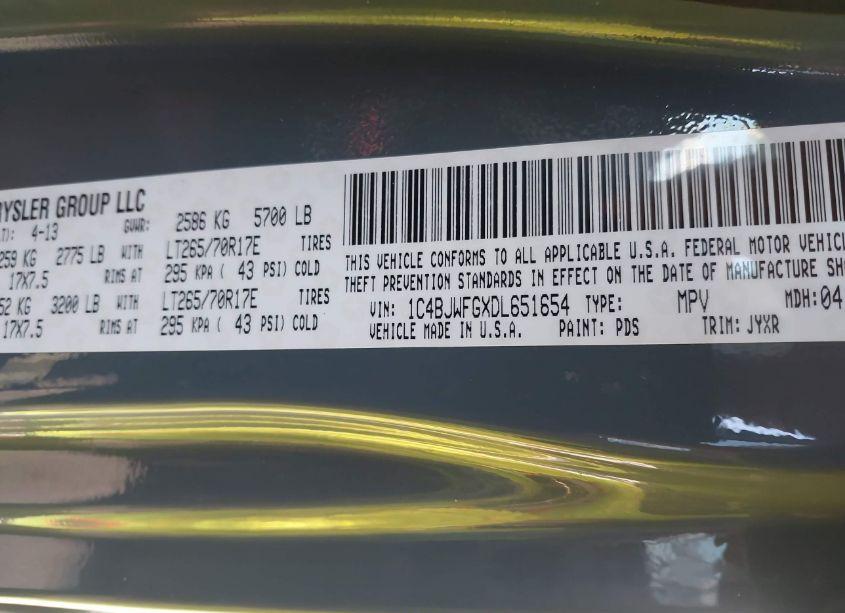 RYSLER GROUP LLC
T): 4-13 GVWR: 2586 KG 5700 LB
259 KG 2775 LB WITH LT265/70R17E TIRES
17X7.5 RIMS AT 295 KPA ( 43 PSI) COLD
52 KG 3200 LB WITH LT265/70R17E TIRES
17X7.5 RIMS AT 295 KPA ( 43 PSI) COLD
THIS VEHICLE CONFORMS TO ALL APPLICABLE U.S.A. FEDERAL MOTOR VEHICL
THEFT PREVENTION STANDARDS IN EFFECT ON THE DATE OF MANUFACTURE SH
VIN: 1C4BJWFGXDL651654 TYPE: MPV MDH:04
VEHICLE MADE IN U.S.A. PAINT: PDS TRIM: JYXR